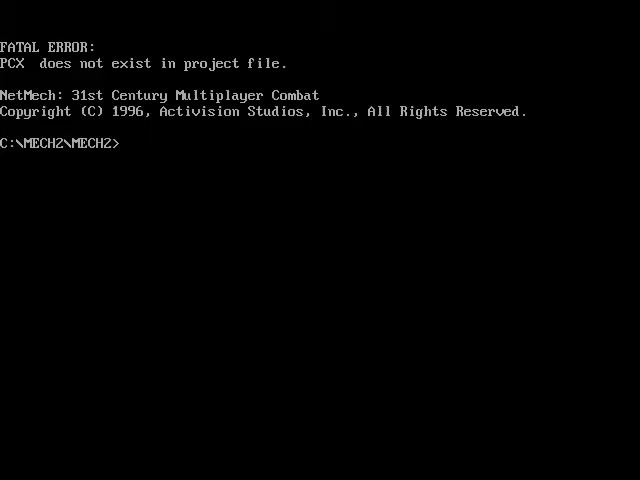 FATAL ERROR:
PCX  does not exist in project file.
NetMech: 31st Century Multiplayer Combat
Copyright (C) 1996, Activision Studios, Inc., All Rights Reserved.
C:\MECH2\MECH2>